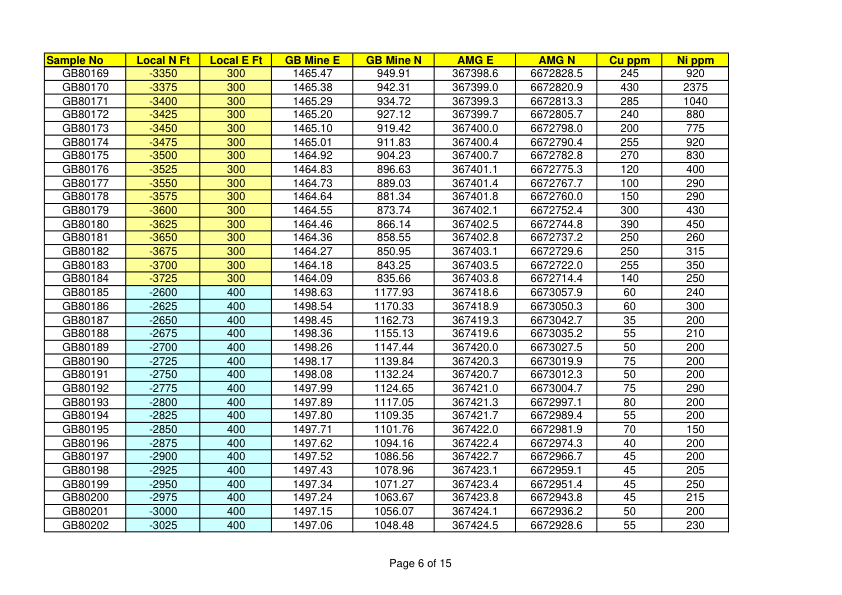 Sample No Local N Ft Local E Ft GB Mine E GB Mine N AMG E AMG N Cu ppm Ni ppm
GB80169 -3350 300 1465.47 949.91 367398.6 6672828.5 245 920
GB80170 -3375 300 1465.38 942.31 367399.0 6672820.9 430 2375
GB80171 -3400 300 1465.29 934.72 367399.3 6672813.3 285 1040
GB80172 -3425 300 1465.20 927.12 367399.7 6672805.7 240 880
GB80173 -3450 300 1465.10 919.42 367400.0 6672798.0 200 775
GB80174 -3475 300 1465.01 911.83 367400.4 6672790.4 255 920
GB80175 -3500 300 1464.92 904.23 367400.7 6672782.8 270 830
GB80176 -3525 300 1464.83 896.63 367401.1 6672775.3 120 400
GB80177 -3550 300 1464.73 889.03 367401.4 6672767.7 100 290
GB80178 -3575 300 1464.64 881.34 367401.8 6672760.0 150 290
GB80179 -3600 300 1464.55 873.74 367402.1 6672752.4 300 430
GB80180 -3625 300 1464.46 866.14 367402.5 6672744.8 390 450
GB80181 -3650 300 1464.36 858.55 367402.8 6672737.2 250 260
GB80182 -3675 300 1464.27 850.95 367403.1 6672729.6 250 315
GB80183 -3700 300 1464.18 843.25 367403.5 6672722.0 255 350
GB80184 -3725 300 1464.09 835.66 367403.8 6672714.4 140 250
GB80185 -2600 400 1498.63 1177.93 367418.6 6673057.9 60 240
GB80186 -2625 400 1498.54 1170.33 367418.9 6673050.3 60 300
GB80187 -2650 400 1498.45 1162.73 367419.3 6673042.7 35 200
GB80188 -2675 400 1498.36 1155.13 367419.6 6673035.2 55 210
GB80189 -2700 400 1498.26 1147.44 367420.0 6673027.5 50 200
GB80190 -2725 400 1498.17 1139.84 367420.3 6673019.9 75 200
GB80191 -2750 400 1498.08 1132.24 367420.7 6673012.3 50 200
GB80192 -2775 400 1497.99 1124.65 367421.0 6673004.7 75 290
GB80193 -2800 400 1497.89 1117.05 367421.3 6672997.1 80 200
GB80194 -2825 400 1497.80 1109.35 367421.7 6672989.4 55 200
GB80195 -2850 400 1497.71 1101.76 367422.0 6672981.9 70 150
GB80196 -2875 400 1497.62 1094.16 367422.4 6672974.3 40 200
GB80197 -2900 400 1497.52 1086.56 367422.7 6672966.7 45 200
GB80198 -2925 400 1497.43 1078.96 367423.1 6672959.1 45 205
GB80199 -2950 400 1497.34 1071.27 367423.4 6672951.4 45 250
GB80200 -2975 400 1497.24 1063.67 367423.8 6672943.8 45 215
GB80201 -3000 400 1497.15 1056.07 367424.1 6672936.2 50 200
GB80202 -3025 400 1497.06 1048.48 367424.5 6672928.6 55 230
Page 6 of 15